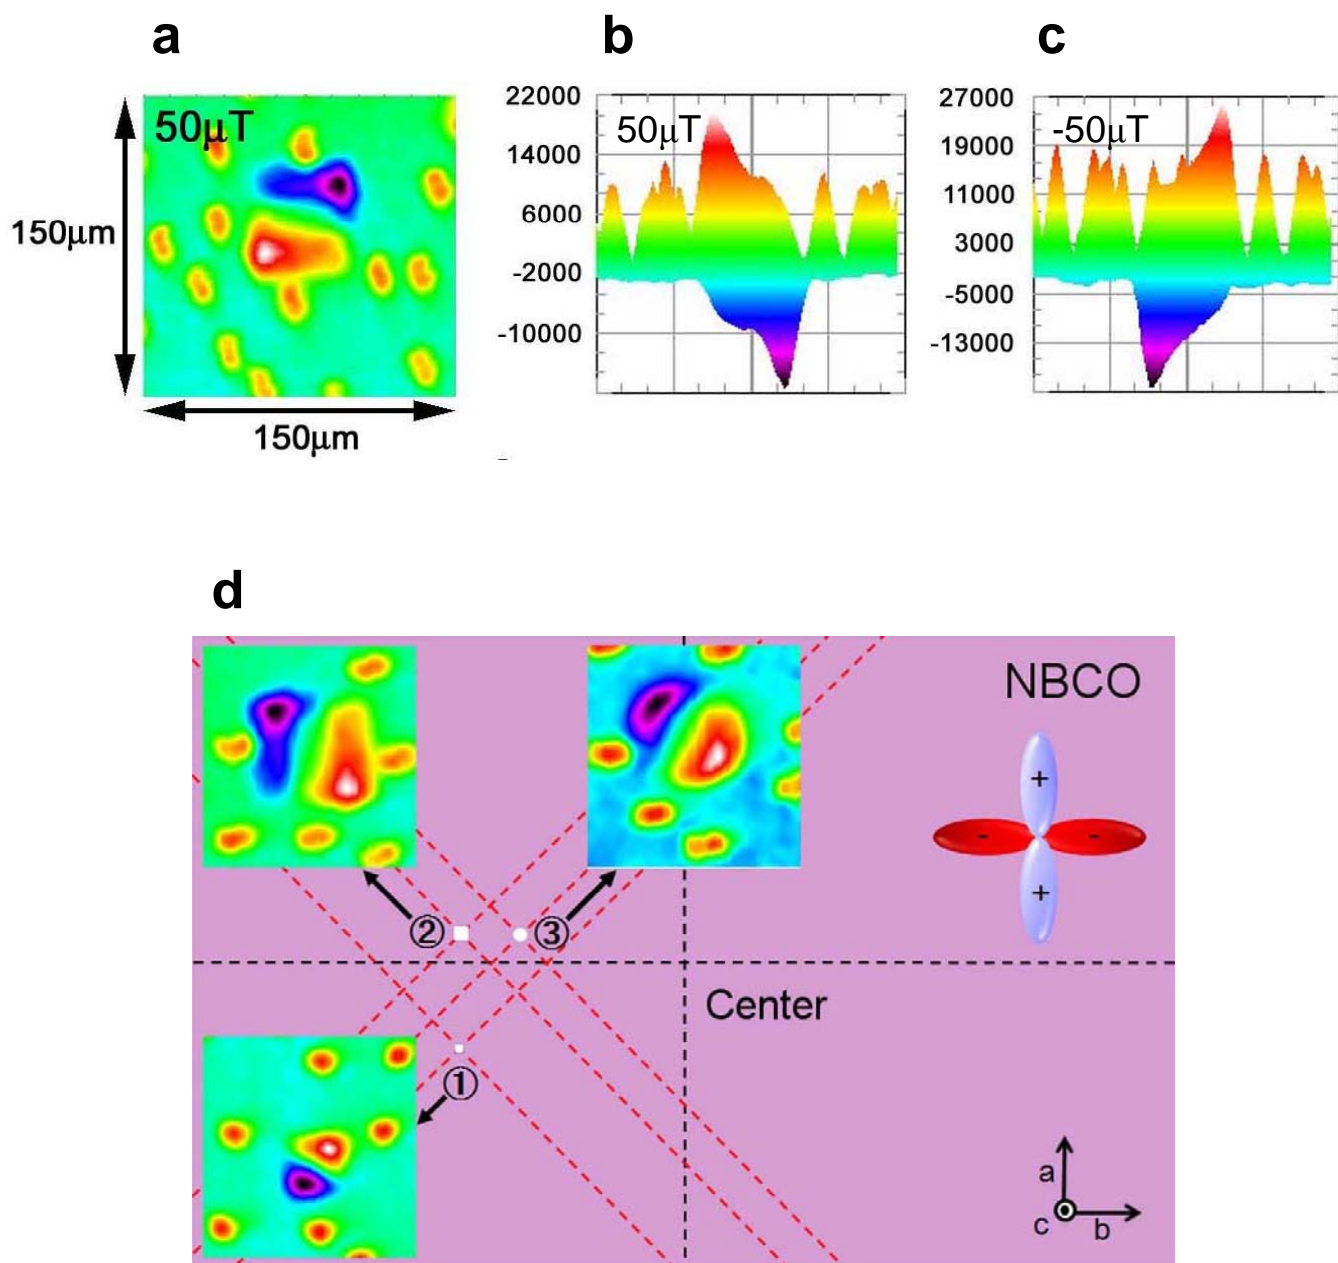 a
b
c
50μT
150μm
150μm
22000
14000
6000
-2000
-10000
50μT
27000
19000
11000
3000
-5000
-13000
-50μT
d
NBCO
+
-
-
+
②
③
Center
①
a
c
b